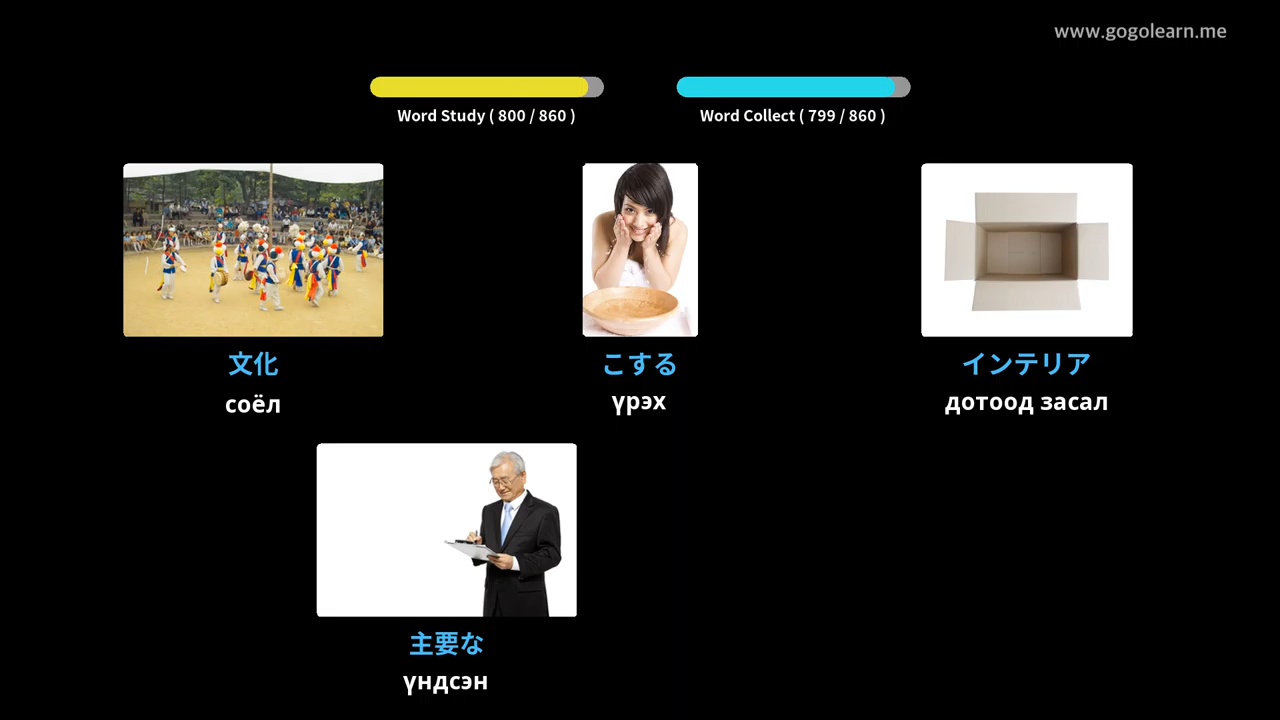 www.gogolearn.me
Word Study ( 800 / 860 )
Word Collect ( 799 / 860 )
文化
соёл
こする
үрэх
インテリア
дотоод засал
主要な
үндсэн